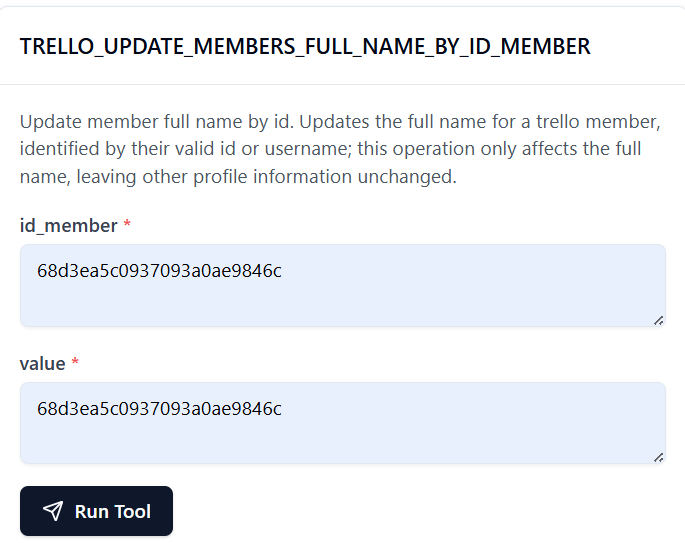 TRELLO_UPDATE_MEMBERS_FULL_NAME_BY_ID_MEMBER
Update member full name by id. Updates the full name for a trello member,
identified by their valid id or username; this operation only affects the full
name, leaving other profile information unchanged.
id_member *
68d3ea5c0937093a0ae9846c
value *
68d3ea5c0937093a0ae9846c
Run Tool